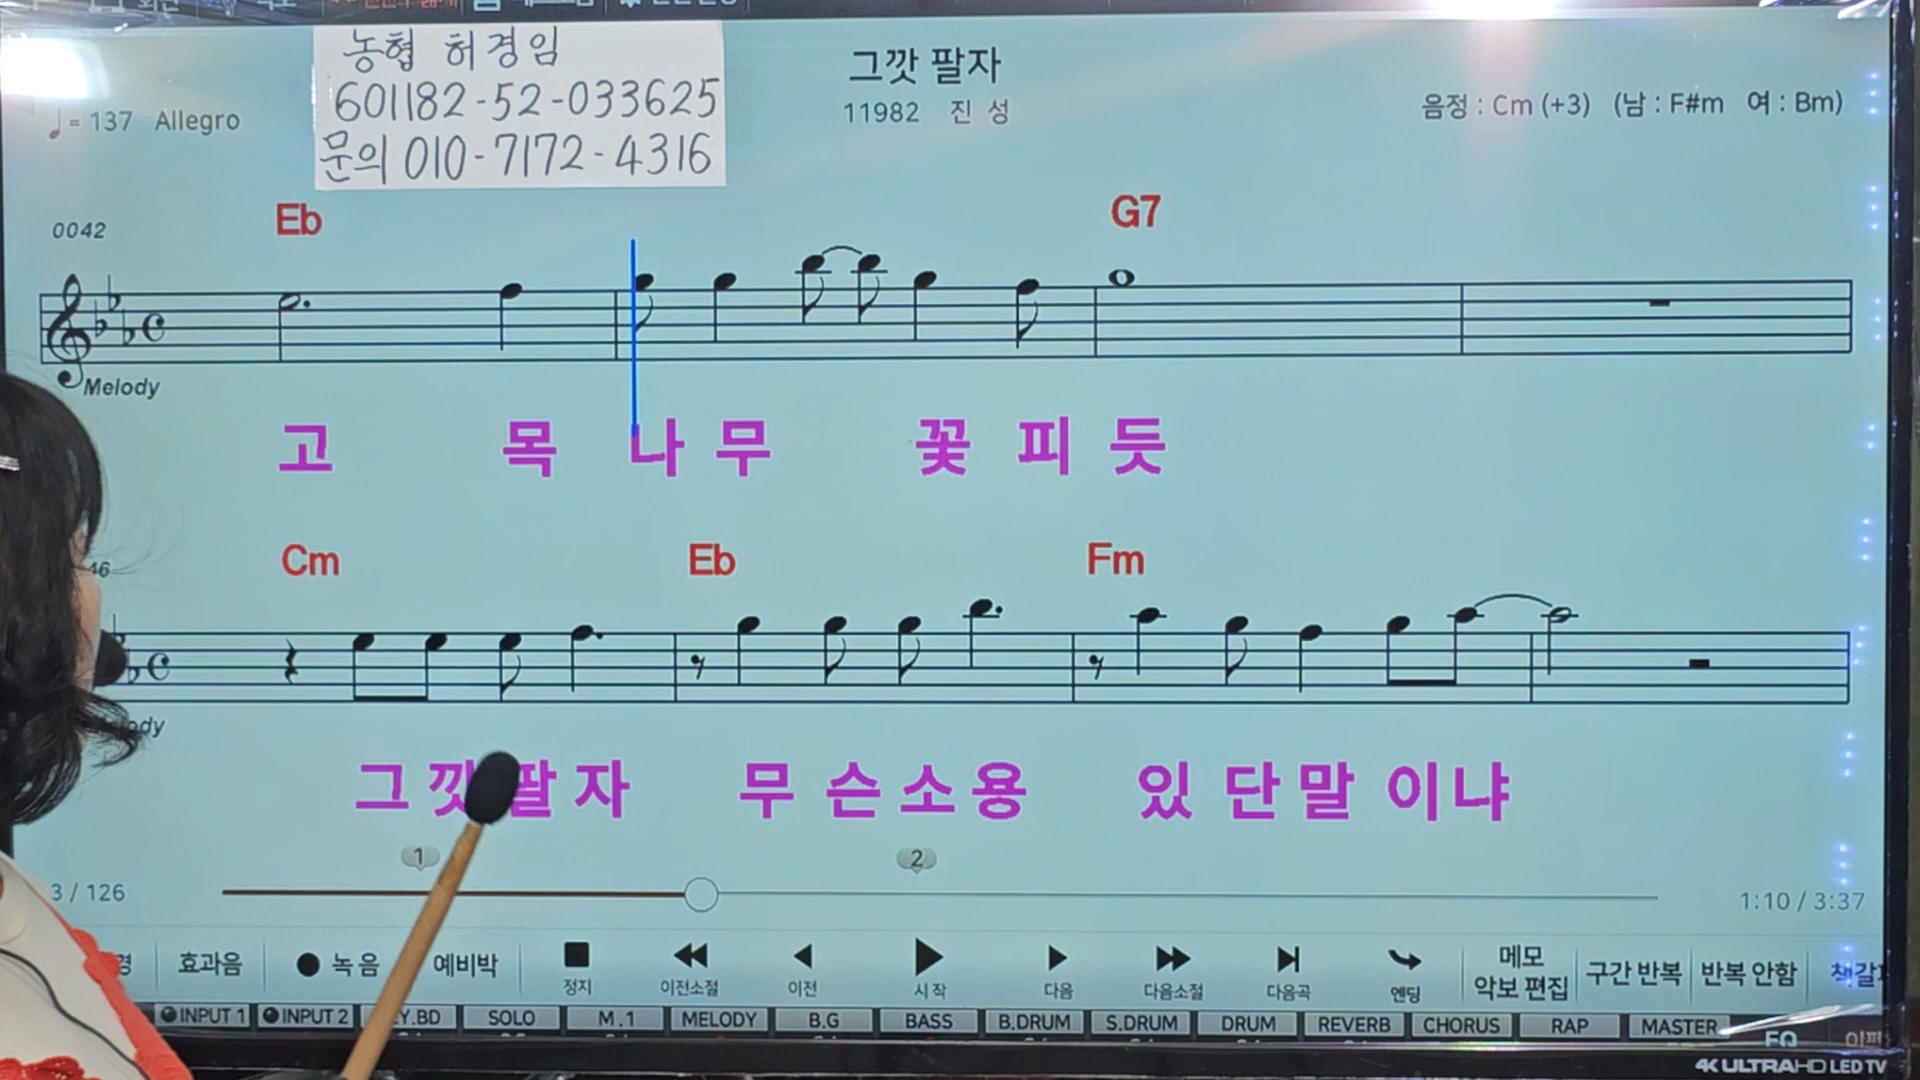 농협 허경임
601182-52-033625
문의 010-7172-4316
그깟 팔자
11982 진 성
♩= 137 Allegro
음정 : Cm (+3) (남 : F#m 여 : Bm)
0042
Eb G7
Melody
고 목 나 무 꽃 피 듯
Cm Eb Fm
그 깟 팔 자 무 슨 소 용 있 단 말 이 냐
1 2
3 / 126
1:10 / 3:37
효과음 녹 음 예비박 정지 이전소절 이전 시 작 다음 다음소절 다음곡 엔딩 메모 악보 편집 구간 반복 반복 안함
INPUT 1 INPUT 2 SOLO M.1 MELODY B.G BASS B.DRUM S.DRUM DRUM REVERB CHORUS RAP MASTER EQ
4K ULTRA HD LED TV